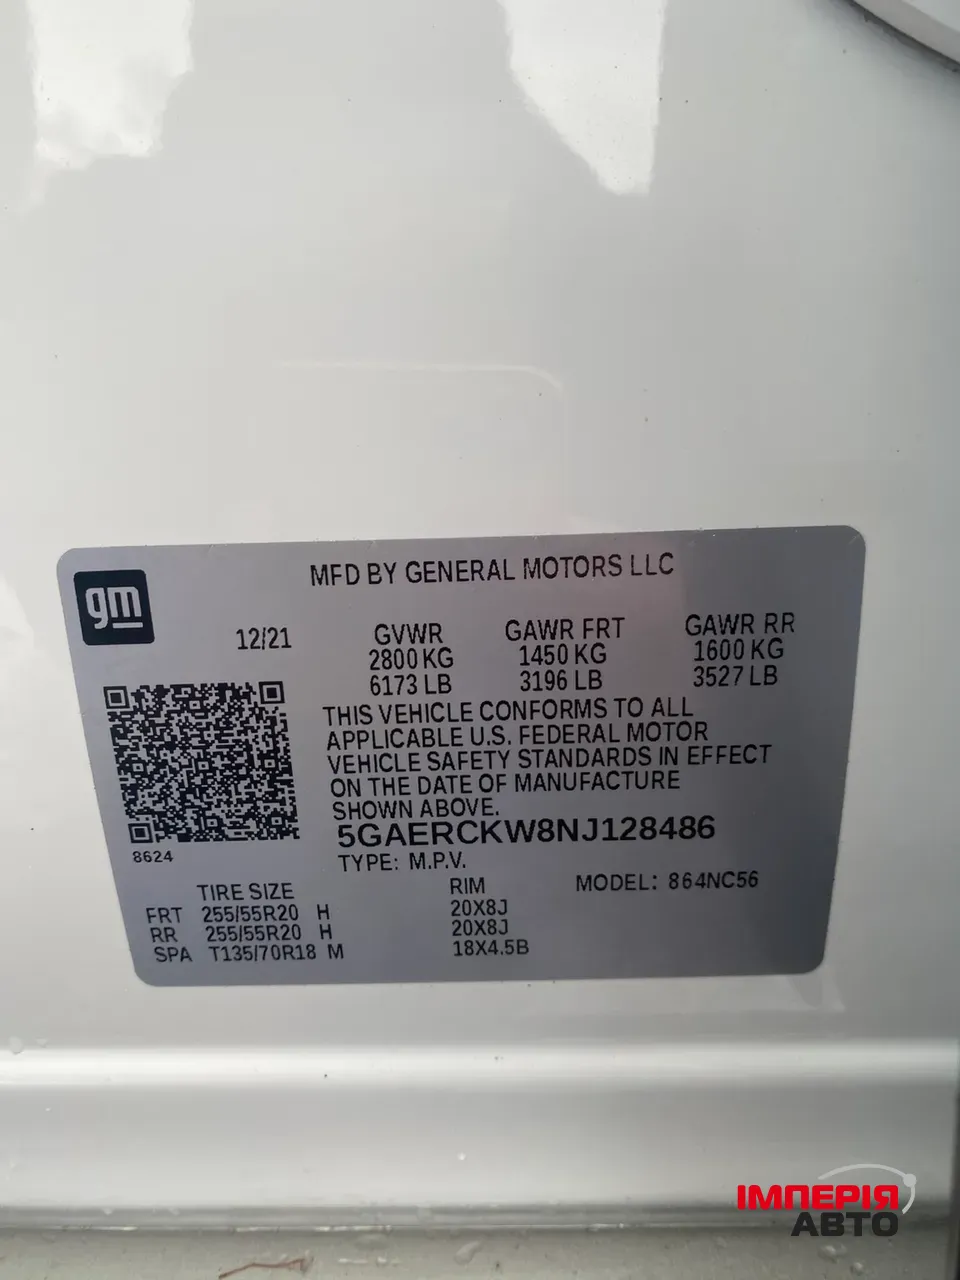 MFD BY GENERAL MOTORS LLC
gm
12/21
GVWR GAWR FRT GAWR RR
2800 KG 1450 KG 1600 KG
6173 LB 3196 LB 3527 LB
THIS VEHICLE CONFORMS TO ALL
APPLICABLE U.S. FEDERAL MOTOR
VEHICLE SAFETY STANDARDS IN EFFECT
ON THE DATE OF MANUFACTURE
SHOWN ABOVE.
5GAERCKW8NJ128486
8624
TYPE: M.P.V.
TIRE SIZE RIM MODEL: 864NC56
FRT 255/55R20 H 20X8J
RR 255/55R20 H 20X8J
SPA T135/70R18 M 18X4.5B
ІМПЕРІЯ
АВТО